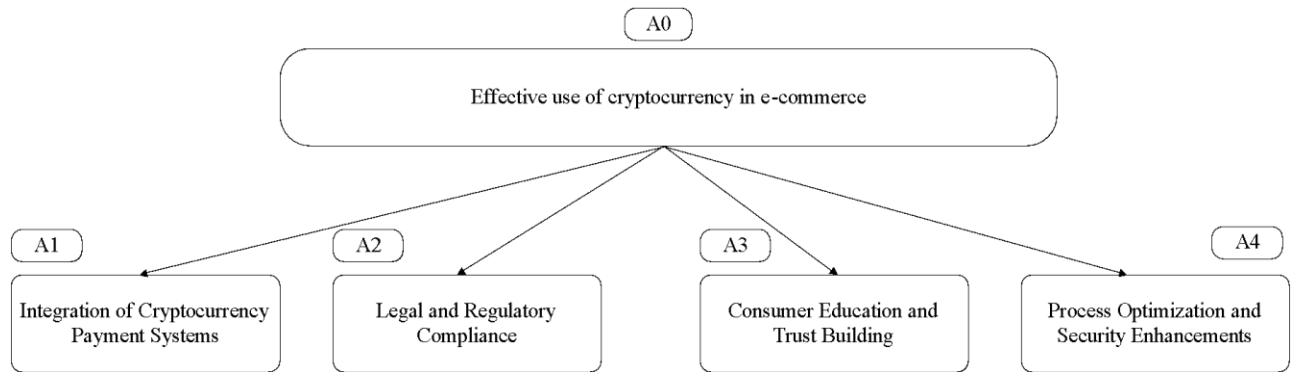 A0
Effective use of cryptocurrency in e-commerce
A1
A2
A3
A4
Integration of Cryptocurrency
Payment Systems
Legal and Regulatory
Compliance
Consumer Education and
Trust Building
Process Optimization and
Security Enhancements